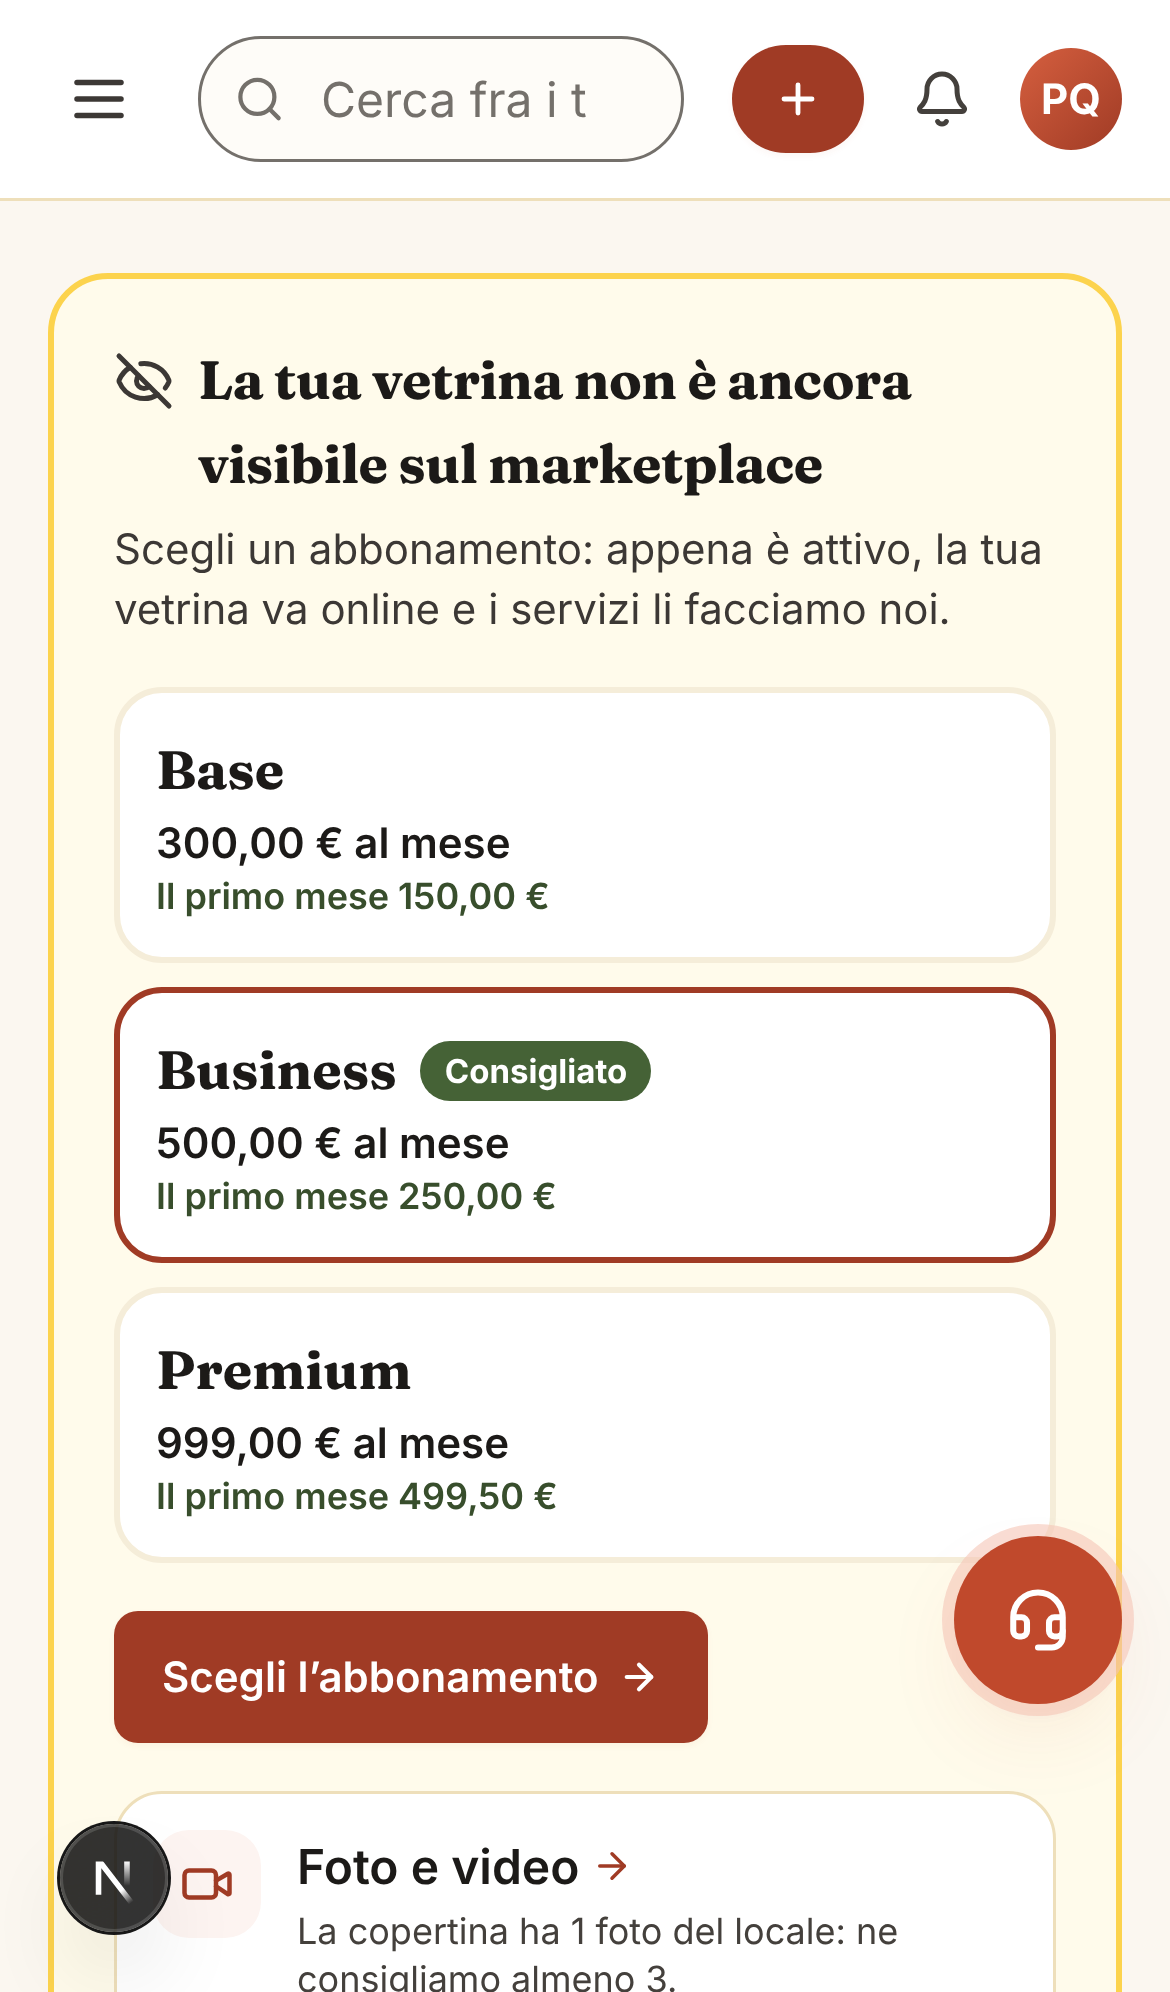 Cerca fra i t
PQ
La tua vetrina non è ancora
visibile sul marketplace
Scegli un abbonamento: appena è attivo, la tua
vetrina va online e i servizi li facciamo noi.
Base
300,00 € al mese
Il primo mese 150,00 €
Business Consigliato
500,00 € al mese
Il primo mese 250,00 €
Premium
999,00 € al mese
Il primo mese 499,50 €
Scegli l’abbonamento →
N
Foto e video →
La copertina ha 1 foto del locale: ne
consigliamo almeno 3.